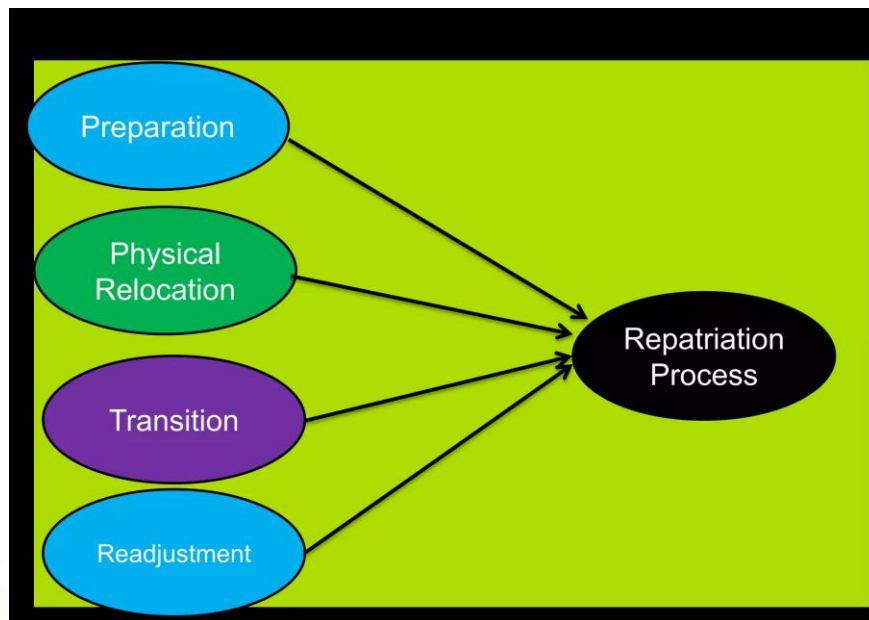 Preparation
Physical
Relocation
Transition
Readjustment
Repatriation
Process